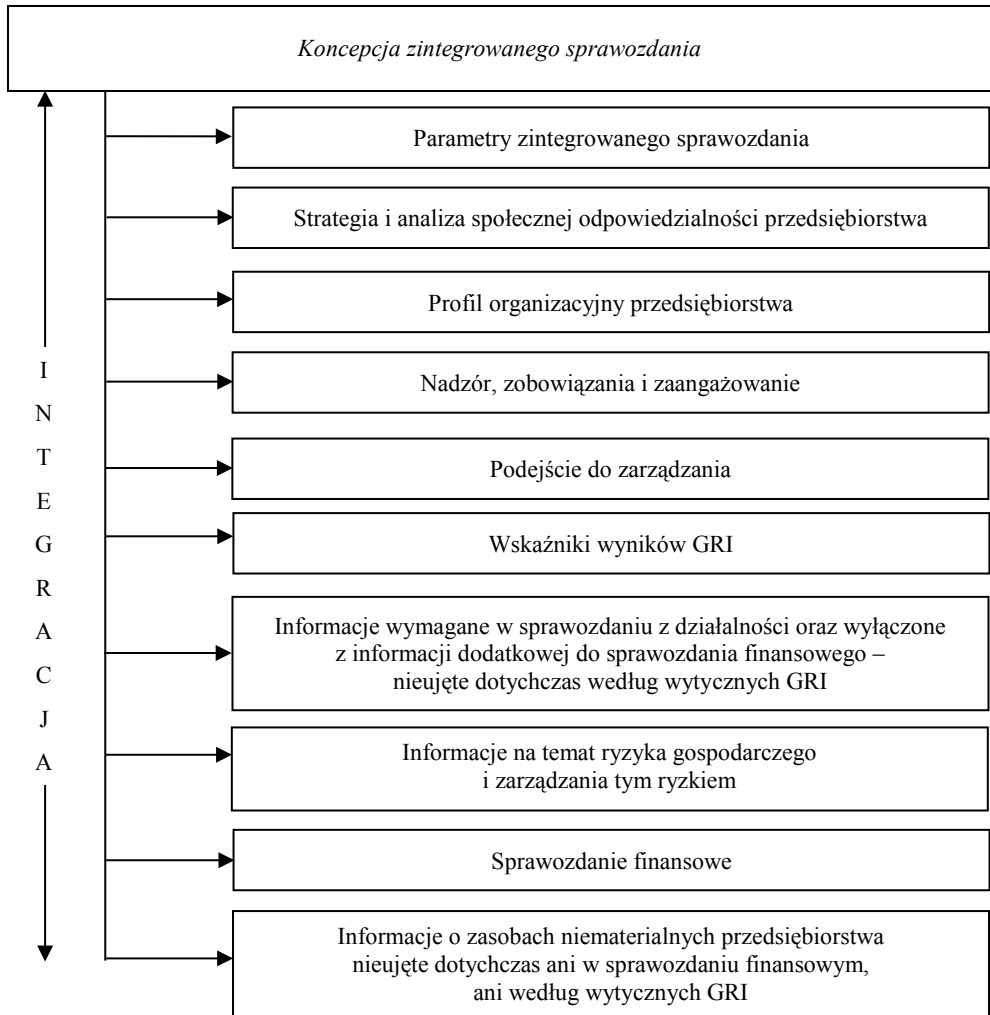 Koncepcja zintegrowanego sprawozdania
Parametry zintegrowanego sprawozdania
Strategia i analiza społecznej odpowiedzialności przedsiębiorstwa
Profil organizacyjny przedsiębiorstwa
Nadzór, zobowiązania i zaangażowanie
Podejście do zarządzania
Wskaźniki wyników GRI
Informacje wymagane w sprawozdaniu z działalności oraz wyłączone
z informacji dodatkowej do sprawozdania finansowego –
nieujęte dotychczas według wytycznych GRI
Informacje na temat ryzyka gospodarczego
i zarządzania tym ryzkiem
Sprawozdanie finansowe
Informacje o zasobach niematerialnych przedsiębiorstwa
nieujęte dotychczas ani w sprawozdaniu finansowym,
ani według wytycznych GRI
I
N
T
E
G
R
A
C
J
A